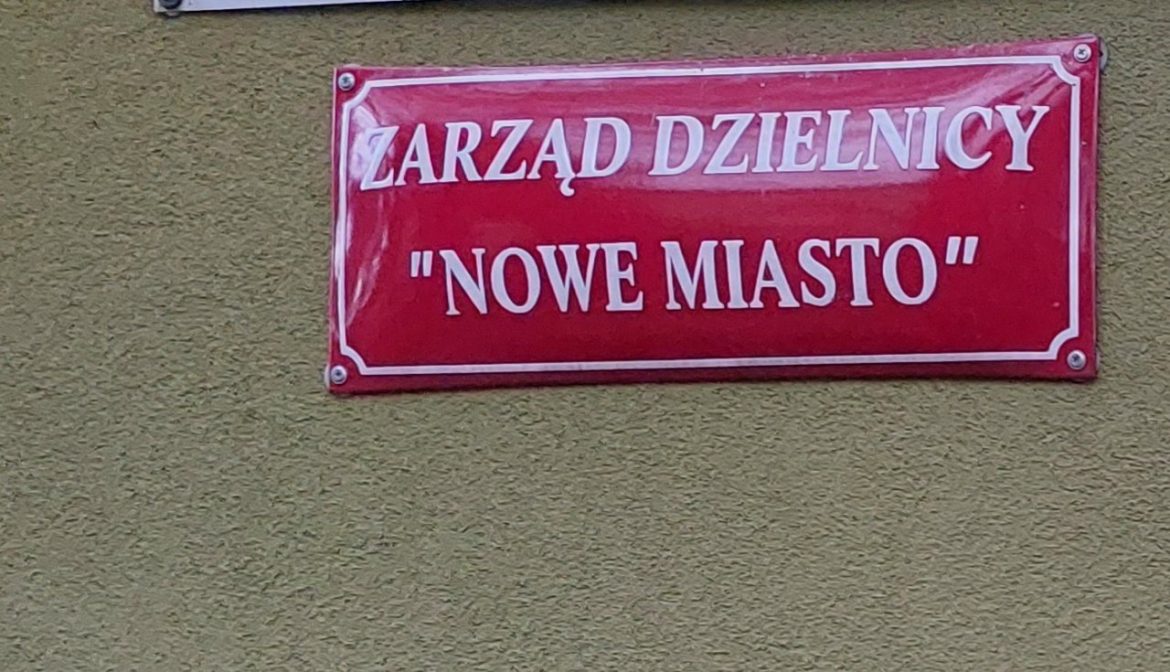 ZARZĄD DZIELNICY
"NOWE MIASTO"